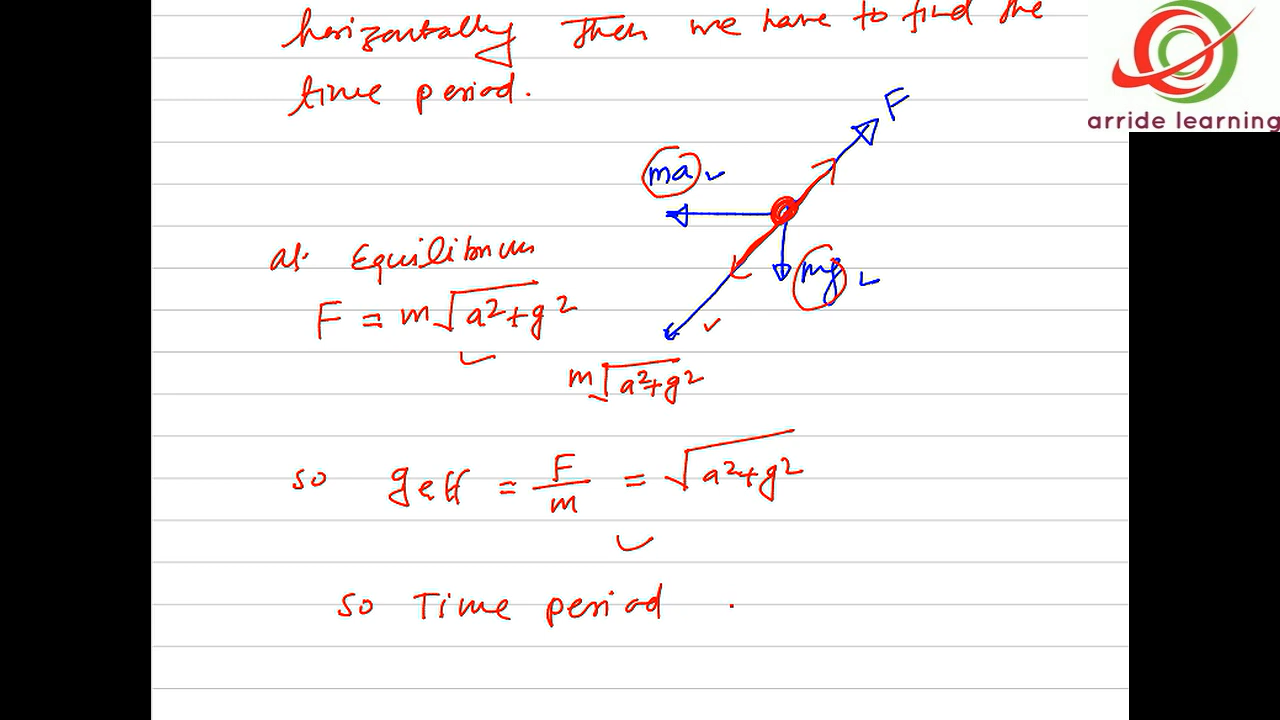 horizontally Then we have to find the
time period.
arride learning
F
ma
mg
at Equilibrium
F = m√a²+g²
m√a²+g²
so geff = F/m = √a²+g²
so Time period